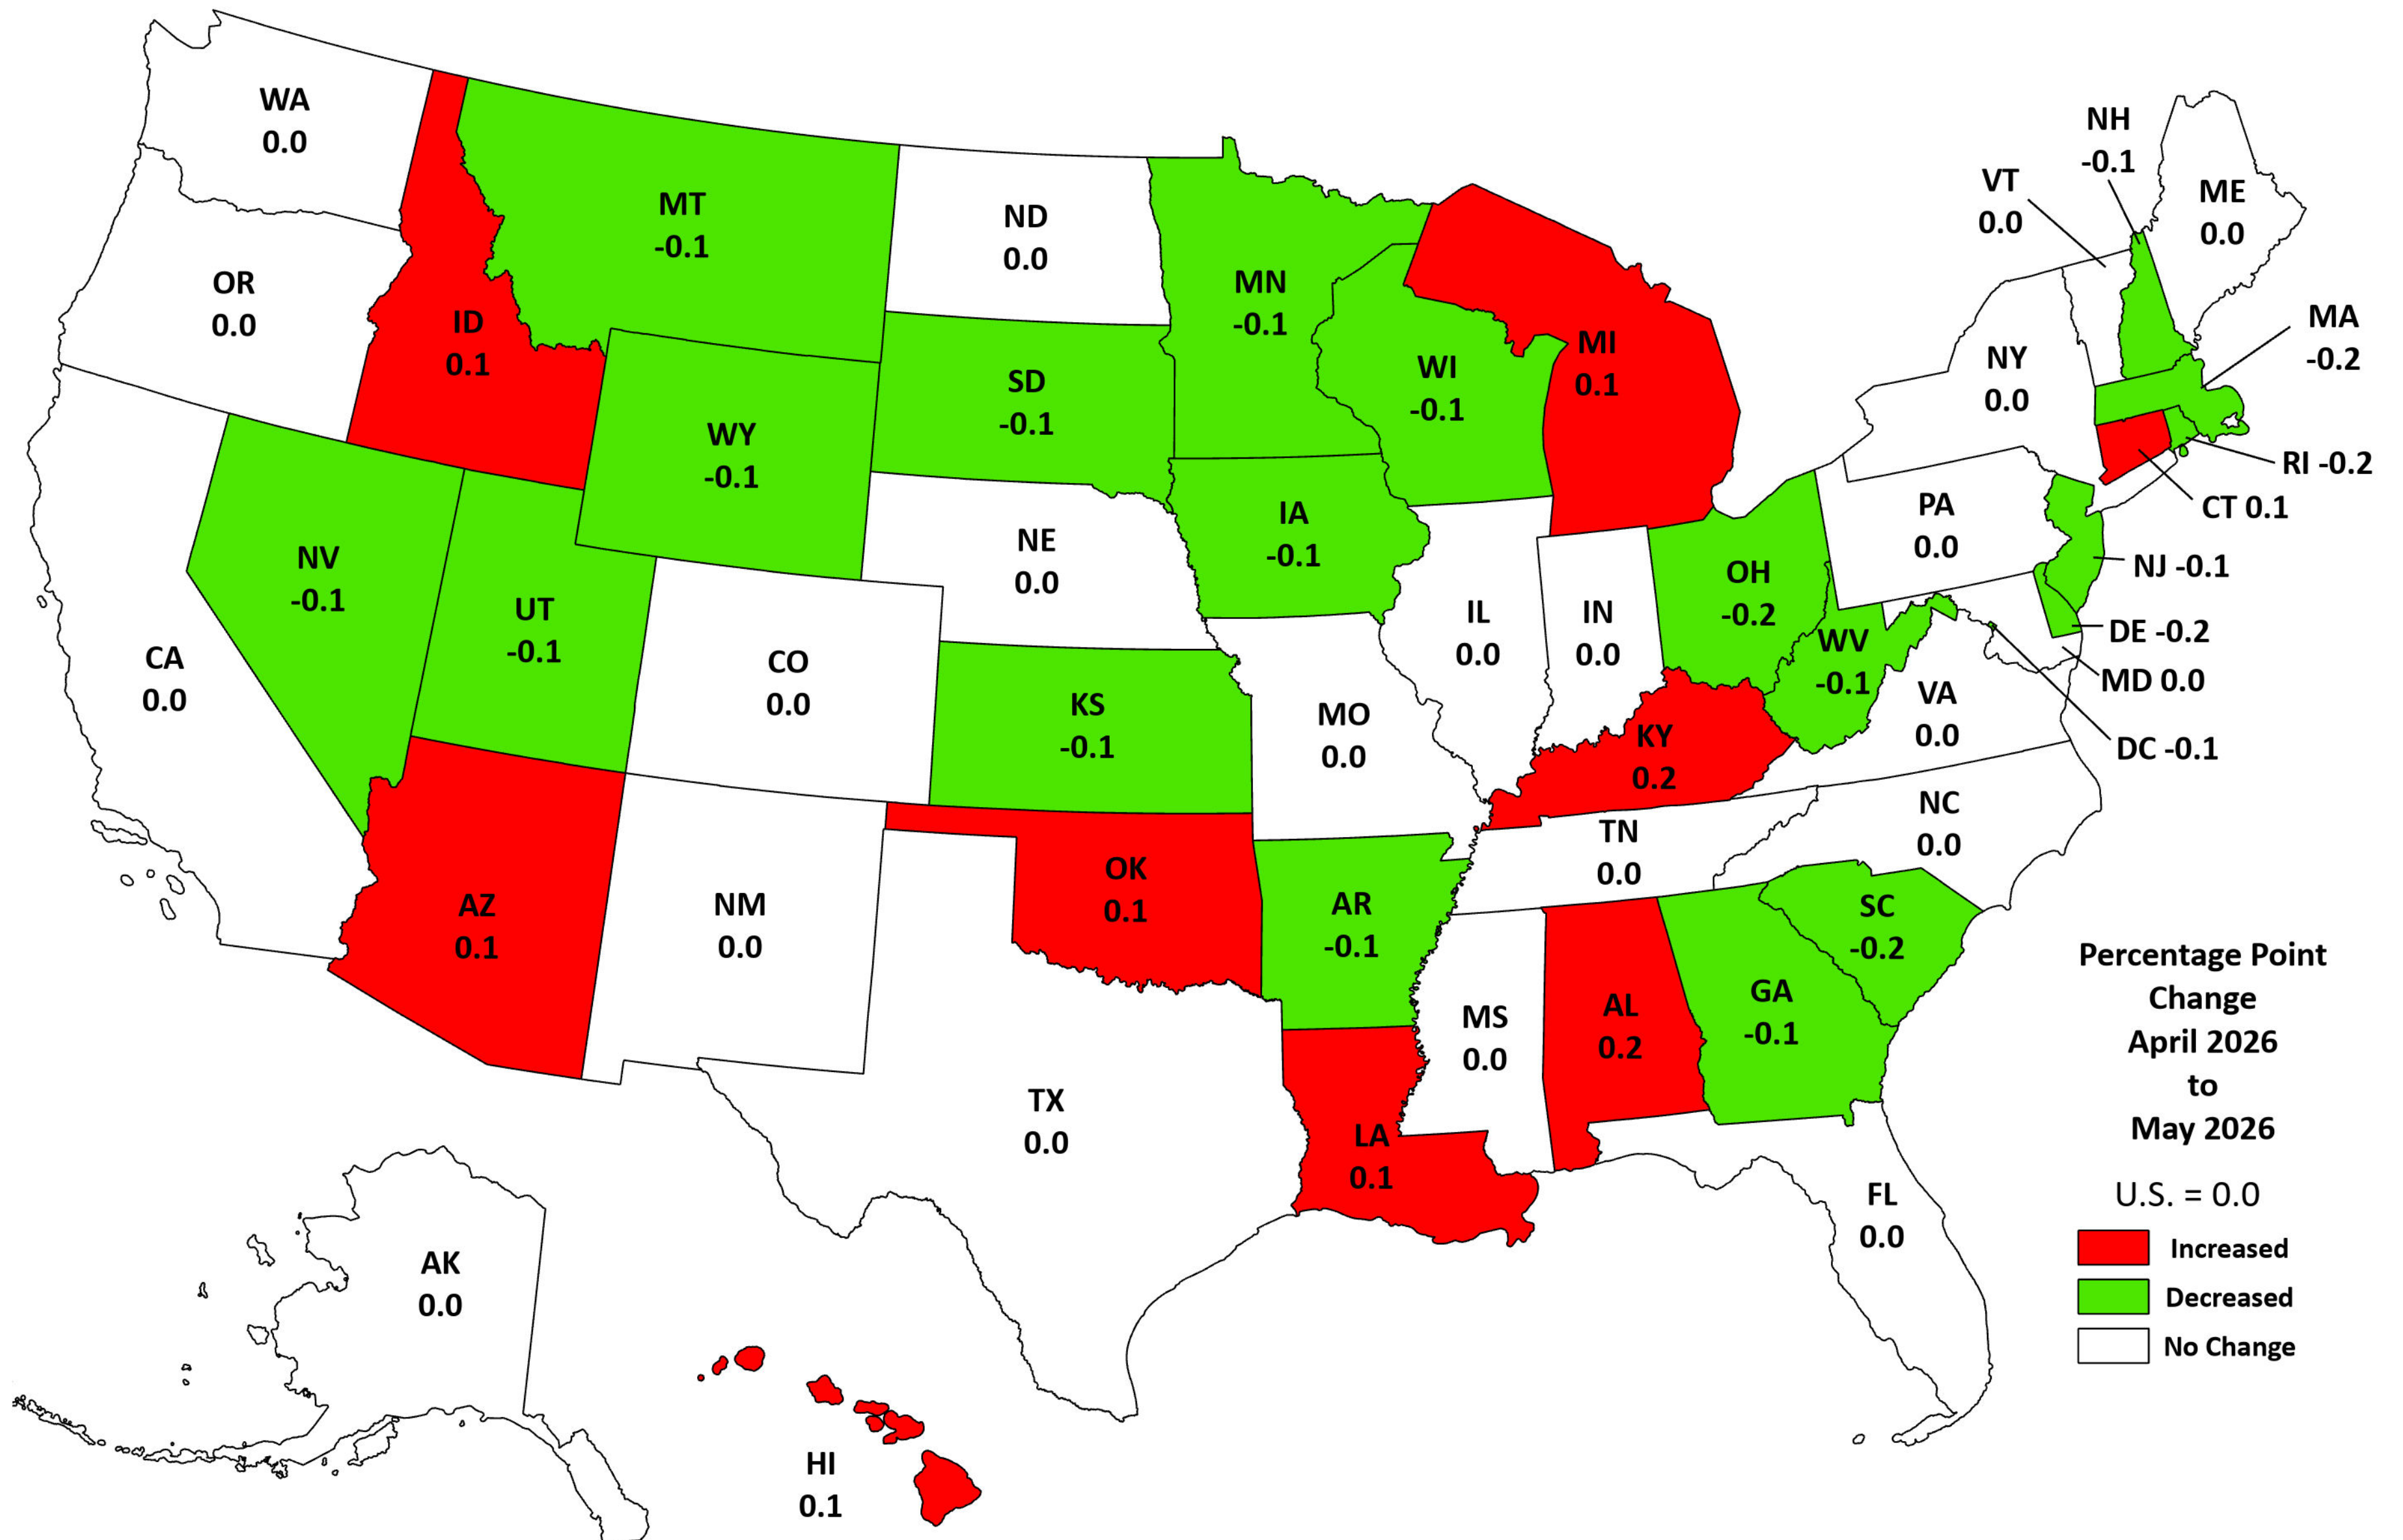 WA
0.0
OR
0.0
CA
0.0
ID
0.1
NV
-0.1
MT
-0.1
WY
-0.1
UT
-0.1
AZ
0.1
CO
0.0
NM
0.0
ND
0.0
SD
-0.1
NE
0.0
KS
-0.1
OK
0.1
TX
0.0
MN
-0.1
IA
-0.1
MO
0.0
AR
-0.1
LA
0.1
WI
-0.1
IL
0.0
MI
0.1
IN
0.0
OH
-0.2
KY
0.2
TN
0.0
MS
0.0
AL
0.2
GA
-0.1
FL
0.0
SC
-0.2
NC
0.0
VA
0.0
WV
-0.1
PA
0.0
NY
0.0
VT
0.0
NH
-0.1
ME
0.0
MA
-0.2
RI -0.2
CT 0.1
NJ -0.1
DE -0.2
MD 0.0
DC -0.1
AK
0.0
HI
0.1
Percentage Point
Change
April 2026
to
May 2026
U.S. = 0.0
Increased
Decreased
No Change